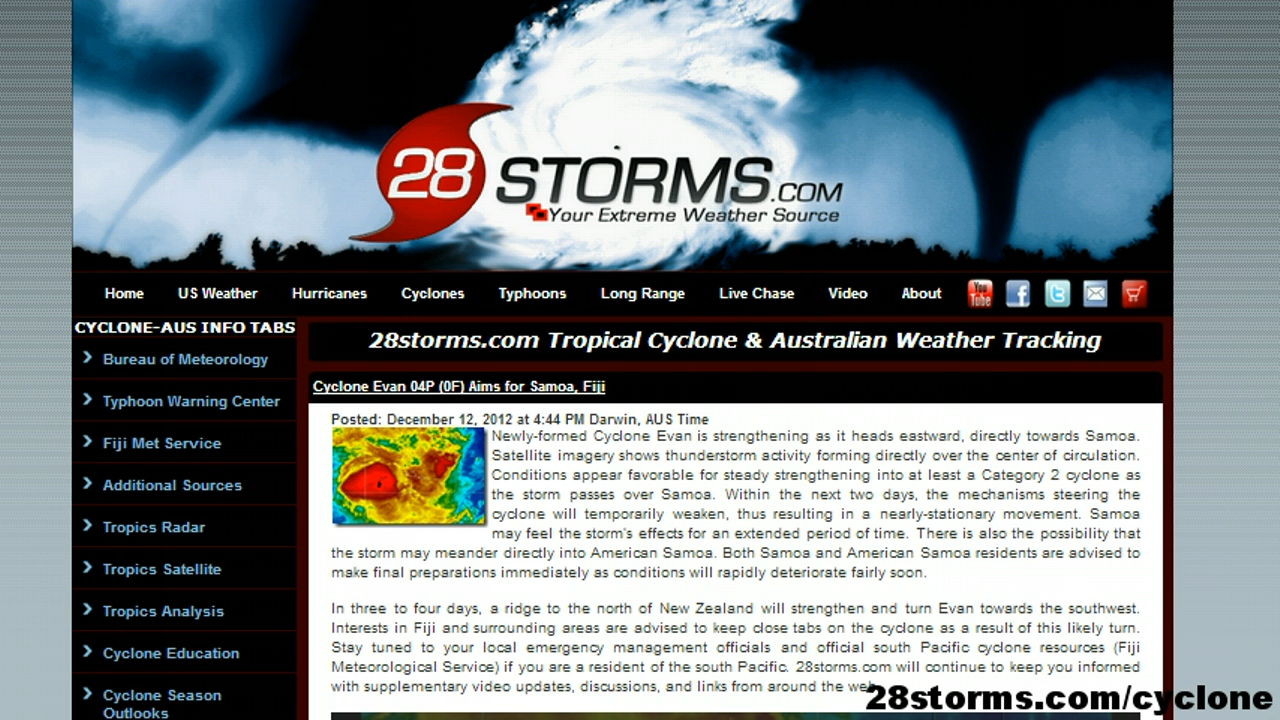 28 STORMS.COM
Your Extreme Weather Source
Home US Weather Hurricanes Cyclones Typhoons Long Range Live Chase Video About You Tube
CYCLONE-AUS INFO TABS
Bureau of Meteorology
Typhoon Warning Center
Fiji Met Service
Additional Sources
Tropics Radar
Tropics Satellite
Tropics Analysis
Cyclone Education
Cyclone Season
Outlooks
28storms.com Tropical Cyclone & Australian Weather Tracking
Cyclone Evan 04P (0F) Aims for Samoa, Fiji
Posted: December 12, 2012 at 4:44 PM Darwin, AUS Time
Newly-formed Cyclone Evan is strengthening as it heads eastward, directly towards Samoa.
Satellite imagery shows thunderstorm activity forming directly over the center of circulation.
Conditions appear favorable for steady strengthening into at least a Category 2 cyclone as
the storm passes over Samoa. Within the next two days, the mechanisms steering the
cyclone will temporarily weaken, thus resulting in a nearly-stationary movement. Samoa
may feel the storm's effects for an extended period of time. There is also the possibility that
the storm may meander directly into American Samoa. Both Samoa and American Samoa residents are advised to
make final preparations immediately as conditions will rapidly deteriorate fairly soon.
In three to four days, a ridge to the north of New Zealand will strengthen and turn Evan towards the southwest.
Interests in Fiji and surrounding areas are advised to keep close tabs on the cyclone as a result of this likely turn.
Stay tuned to your local emergency management officials and official south Pacific cyclone resources (Fiji
Meteorological Service) if you are a resident of the south Pacific. 28storms.com will continue to keep you informed
with supplementary video updates, discussions, and links from around the
28storms.com/cyclone